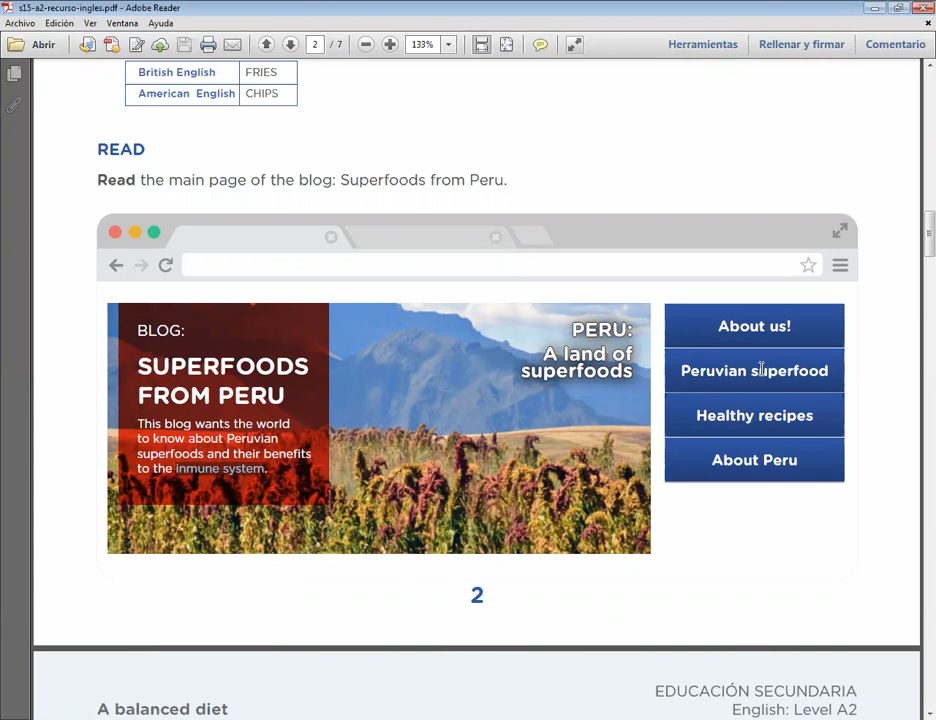 s15-a2-recurso-ingles.pdf - Adobe Reader
Archivo Edición Ver Ventana Ayuda
Abrir 2 / 7 133% Herramientas Rellenar y firmar Comentario
British English FRIES
American English CHIPS
READ
Read the main page of the blog: Superfoods from Peru.
BLOG:
SUPERFOODS
FROM PERU
This blog wants the world
to know about Peruvian
superfoods and their benefits
to the inmune system.
PERU:
A land of
superfoods
About us!
Peruvian superfood
Healthy recipes
About Peru
2
A balanced diet
EDUCACIÓN SECUNDARIA
English: Level A2